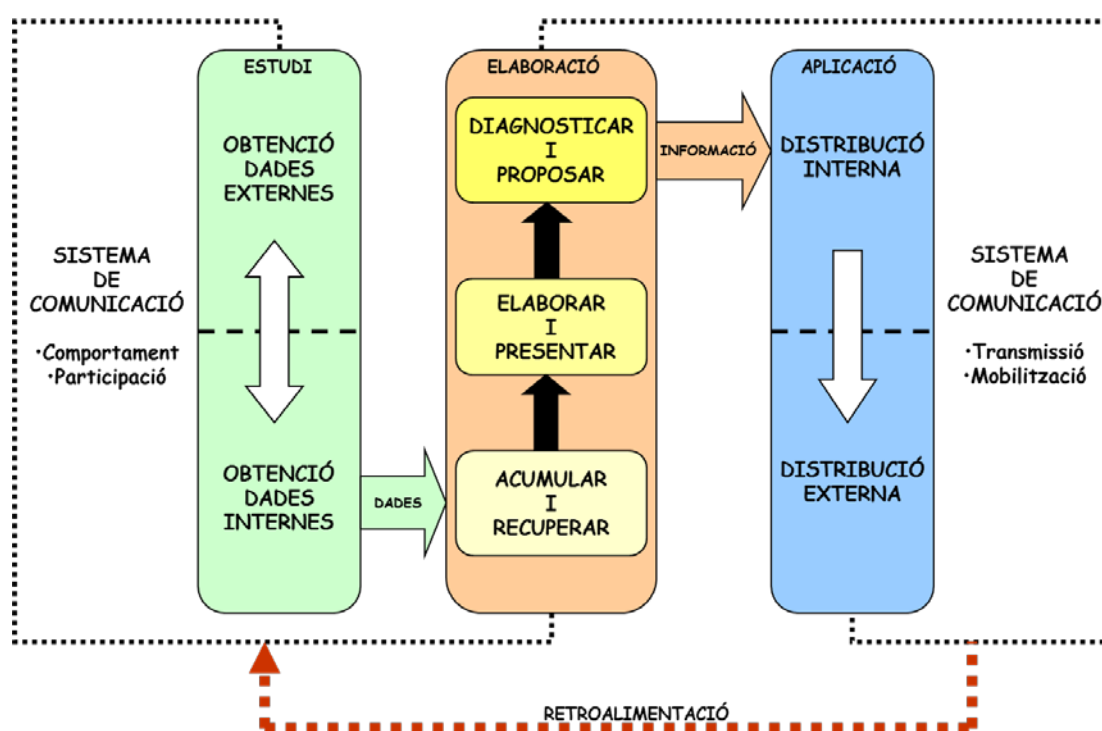 SISTEMA
DE
COMUNICACIÓ
·Comportament
·Participació
ESTUDI
OBTENCIÓ
DADES
EXTERNES
OBTENCIÓ
DADES
INTERNES
DADES
ELABORACIÓ
DIAGNOSTICAR
I
PROPOSAR
ELABORAR
I
PRESENTAR
ACUMULAR
I
RECUPERAR
INFORMACIÓ
APLICACIÓ
DISTRIBUCIÓ
INTERNA
DISTRIBUCIÓ
EXTERNA
SISTEMA
DE
COMUNICACIÓ
·Transmissió
·Mobilització
RETROALIMENTACIÓ